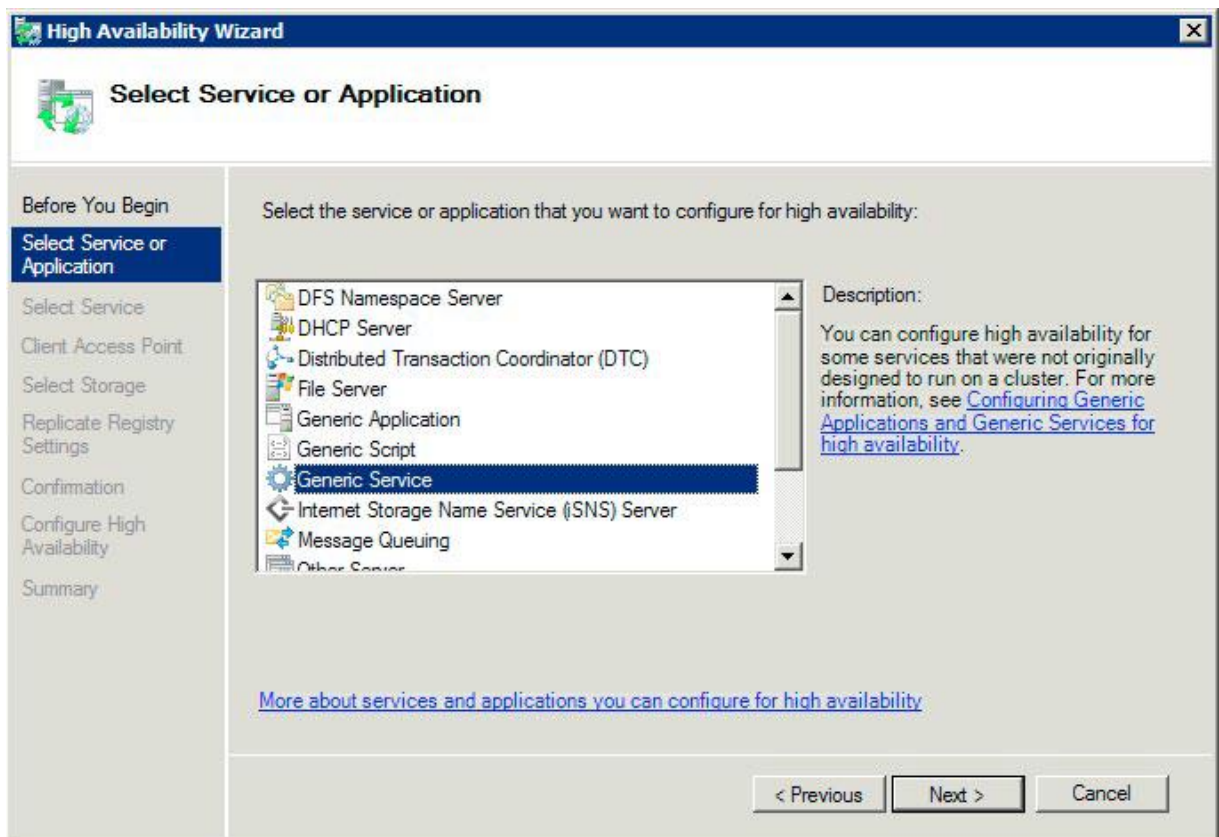 High Availability Wizard
Select Service or Application
Before You Begin
Select Service or
Application
Select Service
Client Access Point
Select Storage
Replicate Registry
Settings
Confirmation
Configure High
Availability
Summary
Select the service or application that you want to configure for high availability:
DFS Namespace Server
DHCP Server
Distributed Transaction Coordinator (DTC)
File Server
Generic Application
Generic Script
Generic Service
Internet Storage Name Service (iSNS) Server
Message Queuing
Other Server
Description:
You can configure high availability for
some services that were not originally
designed to run on a cluster. For more
information, see Configuring Generic
Applications and Generic Services for
high availability.
More about services and applications you can configure for high availability
< Previous
Next >
Cancel